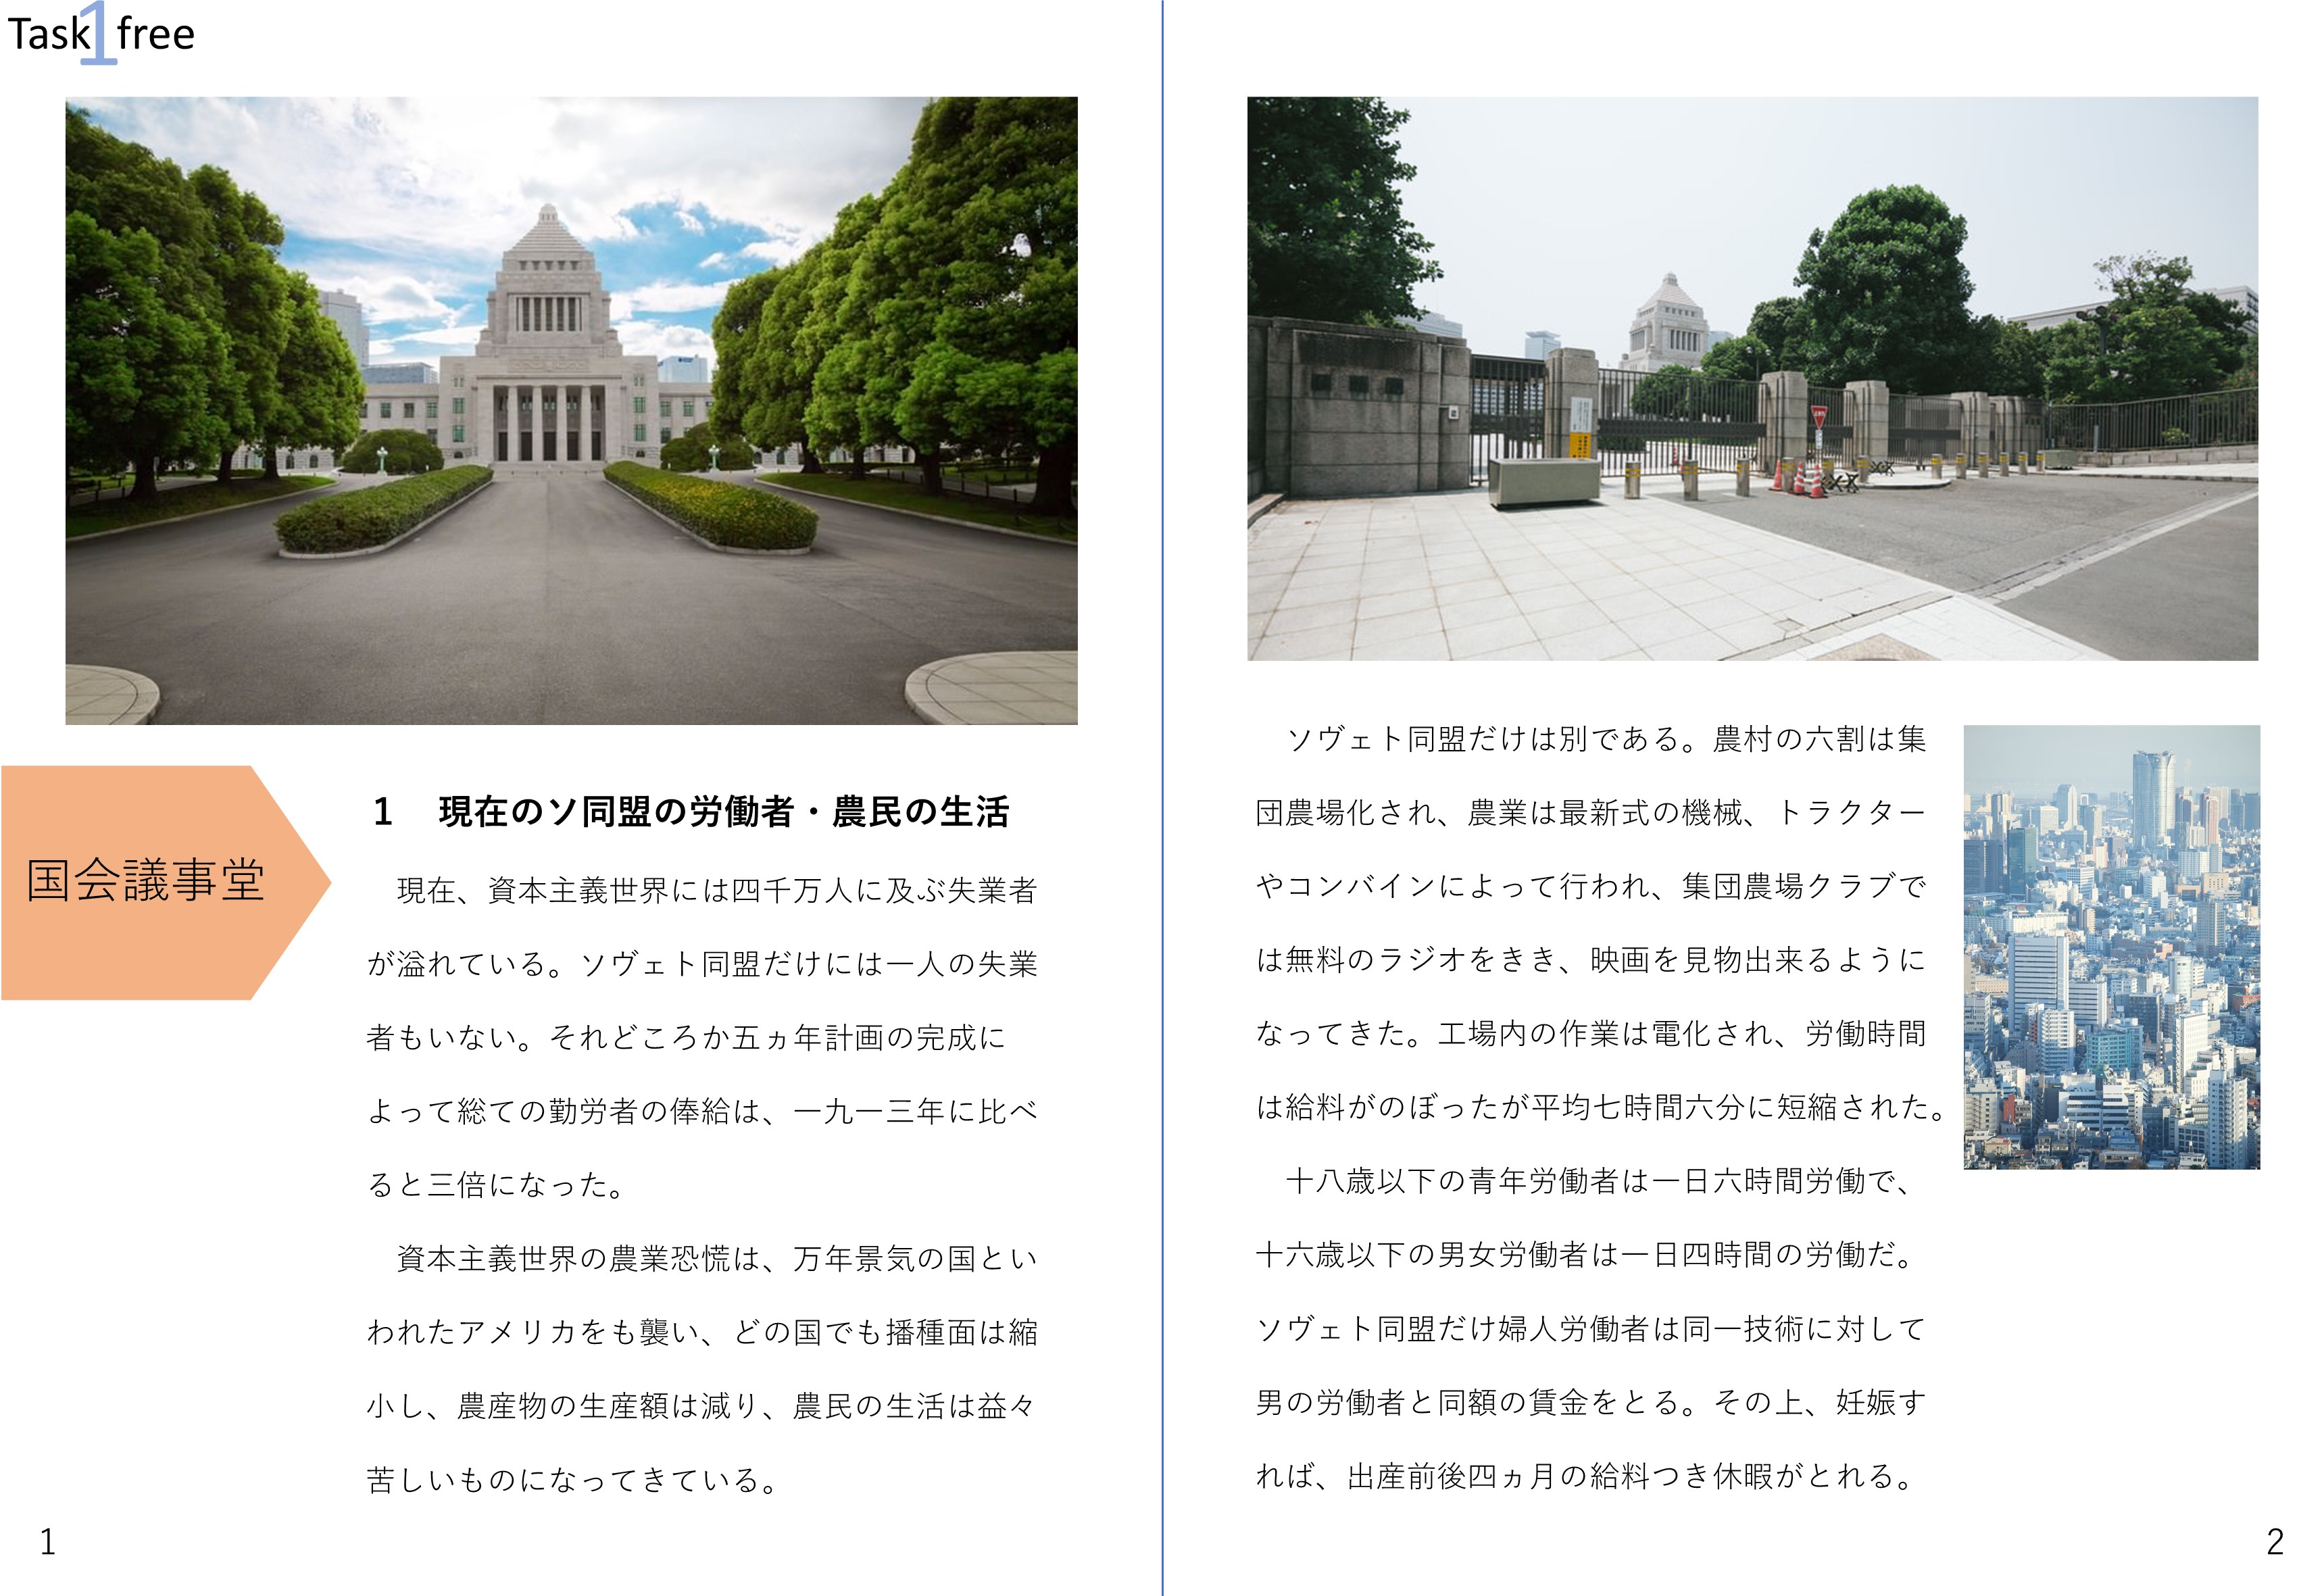 Task1free
国会議事堂
1　現在のソ同盟の労働者・農民の生活
　現在、資本主義世界には四千万人に及ぶ失業者
が溢れている。ソヴェト同盟だけには一人の失業
者もいない。それどころか五ヵ年計画の完成に
よって総ての勤労者の俸給は、一九一三年に比べ
ると三倍になった。
　資本主義世界の農業恐慌は、万年景気の国とい
われたアメリカをも襲い、どの国でも播種面は縮
小し、農産物の生産額は減り、農民の生活は益々
苦しいものになってきている。
1
　ソヴェト同盟だけは別である。農村の六割は集
団農場化され、農業は最新式の機械、トラクター
やコンバインによって行われ、集団農場クラブで
は無料のラジオをきき、映画を見物出来るように
なってきた。工場内の作業は電化され、労働時間
は給料がのぼったが平均七時間六分に短縮された。
　十八歳以下の青年労働者は一日六時間労働で、
十六歳以下の男女労働者は一日四時間の労働だ。
ソヴェト同盟だけ婦人労働者は同一技術に対して
男の労働者と同額の賃金をとる。その上、妊娠す
れば、出産前後四ヵ月の給料つき休暇がとれる。
2